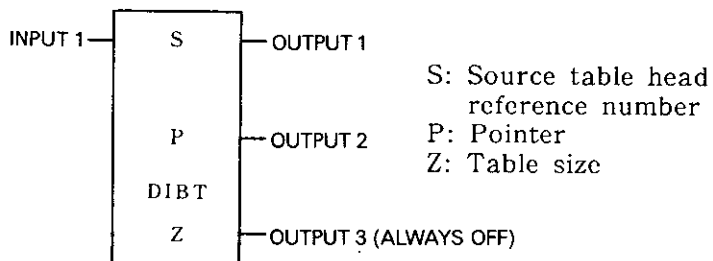 INPUT 1 S OUTPUT 1
S: Source table head
reference number
P OUTPUT 2
P: Pointer
Z: Table size
DIBT
Z OUTPUT 3 (ALWAYS OFF)